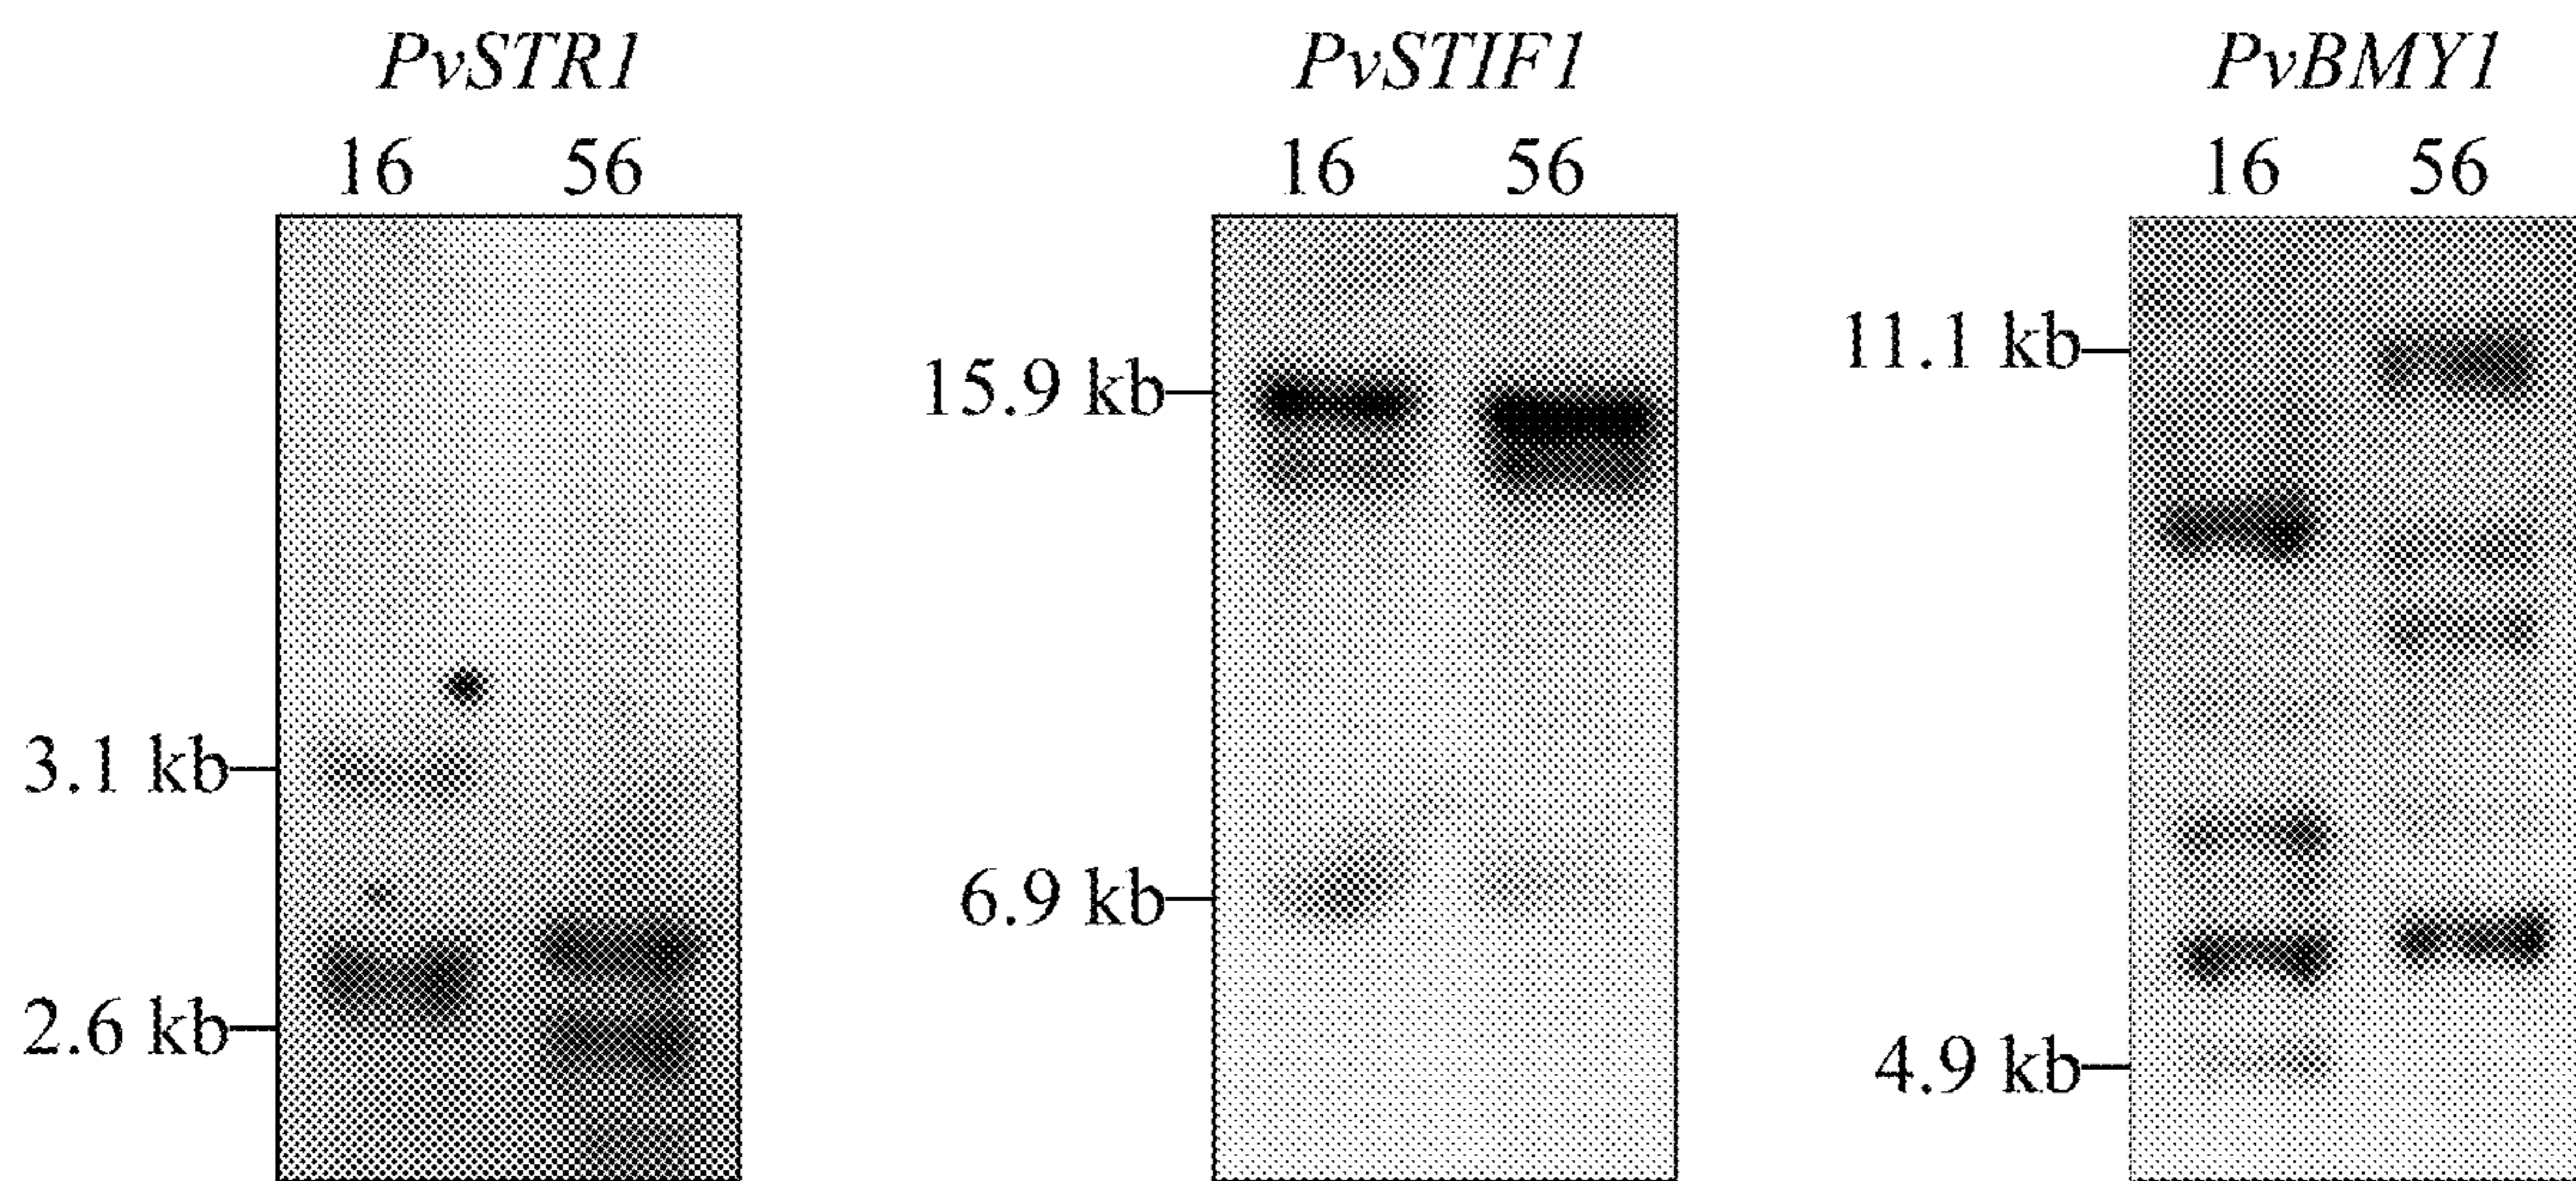 PvSTR1
16 56
3.1 kb
2.6 kb
PvSTIF1
16 56
15.9 kb
6.9 kb
PvBMY1
16 56
11.1 kb
4.9 kb